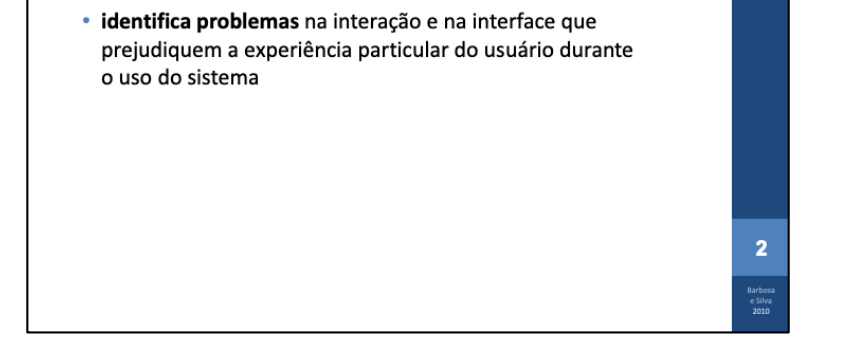 • identifica problemas na interação e na interface que
prejudiquem a experiência particular do usuário durante
o uso do sistema
2
Barbosa
e Silva
2010